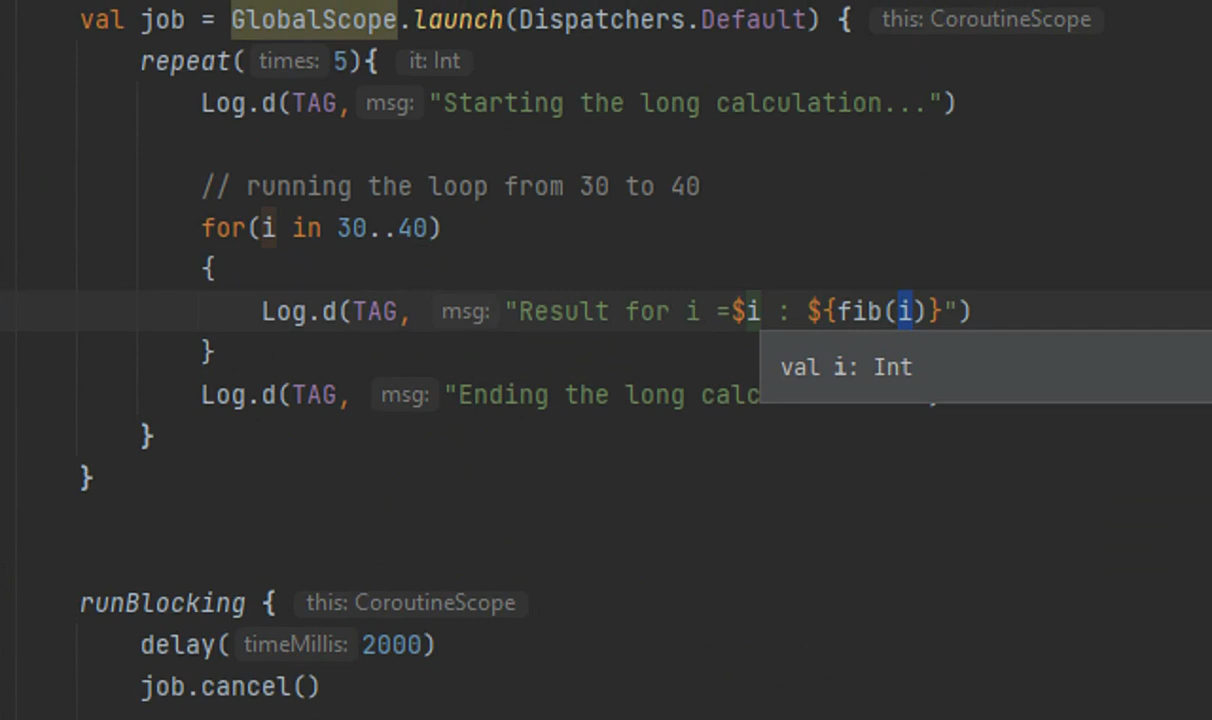 val job = GlobalScope.launch(Dispatchers.Default) { this: CoroutineScope
repeat( times: 5){ it: Int
Log.d(TAG, msg: "Starting the long calculation...")
// running the loop from 30 to 40
for(i in 30..40)
{
Log.d(TAG, msg: "Result for i =$i : ${fib(i)}")
}
val i: Int
Log.d(TAG, msg: "Ending the long calc
}
}
runBlocking { this: CoroutineScope
delay( timeMillis: 2000)
job.cancel()